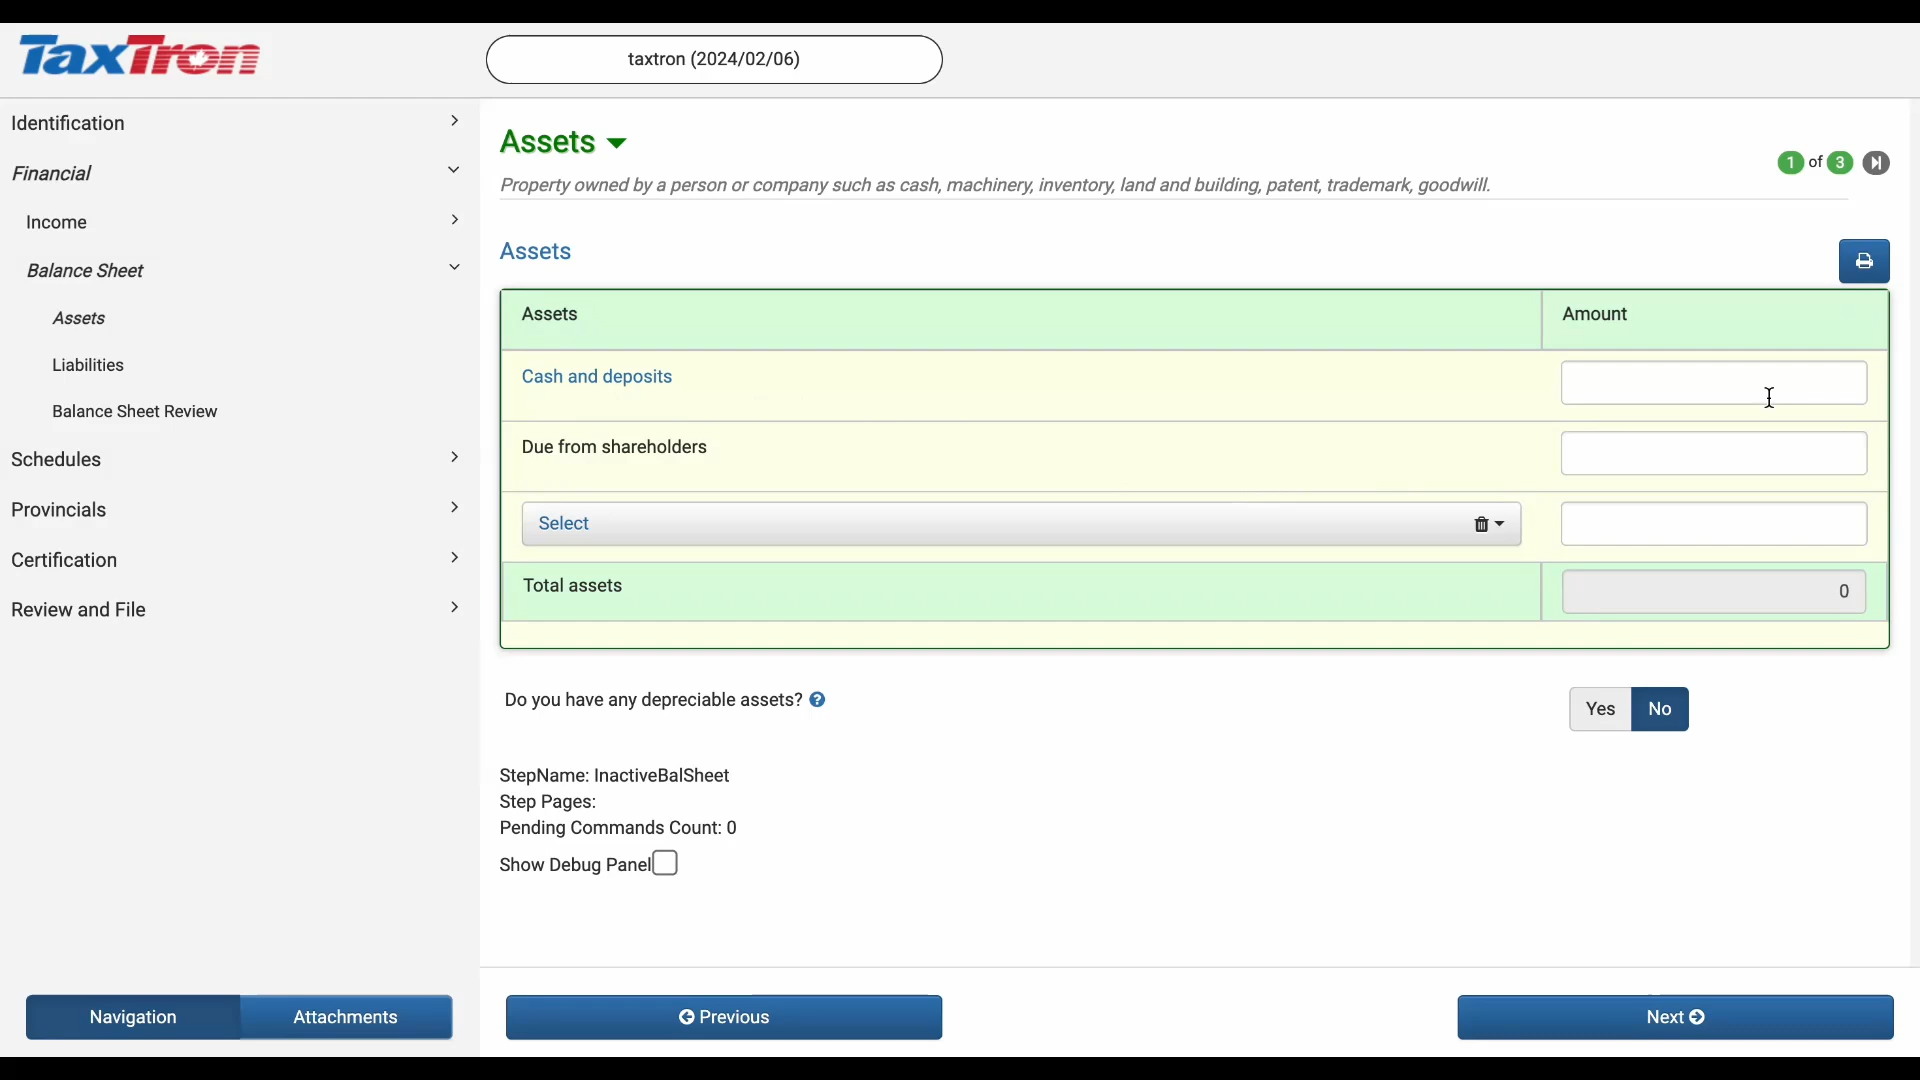 TaxTron
taxtron (2024/02/06)
Identification
Financial
Income
Balance Sheet
Assets
Liabilities
Balance Sheet Review
Schedules
Provincials
Certification
Review and File
Navigation
Attachments
Assets
1 of 3
Property owned by a person or company such as cash, machinery, inventory, land and building, patent, trademark, goodwill.
Assets
Assets Amount
Cash and deposits
Due from shareholders
Select
Total assets 0
Do you have any depreciable assets? ?
Yes No
StepName: InactiveBalSheet
Step Pages:
Pending Commands Count: 0
Show Debug Panel
Previous
Next